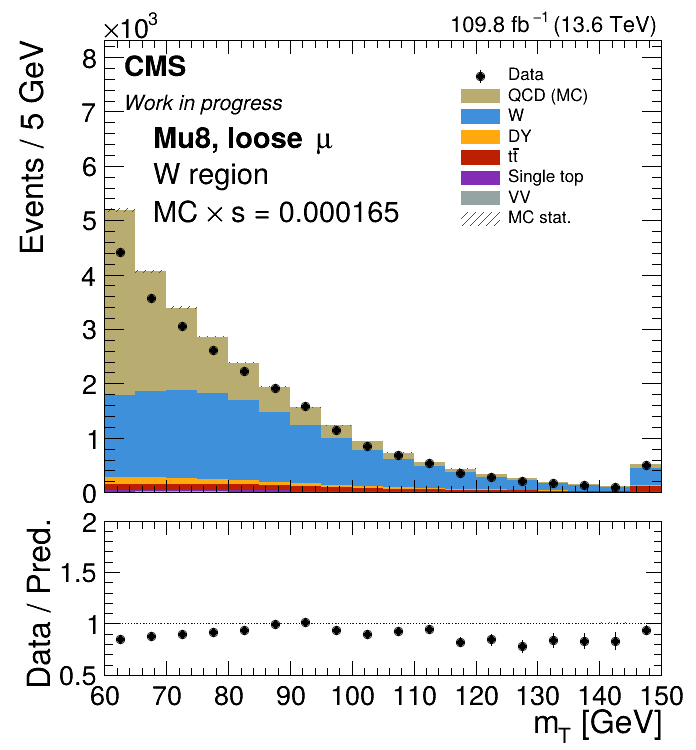 ×10³
109.8 fb⁻¹ (13.6 TeV)
CMS
Work in progress
Mu8, loose μ
W region
MC × s = 0.000165
Data
QCD (MC)
W
DY
tt̄
Single top
VV
MC stat.
Events / 5 GeV
8
7
6
5
4
3
2
1
0
Data / Pred.
2
1.5
1
0.5
60 70 80 90 100 110 120 130 140 150
m_T [GeV]